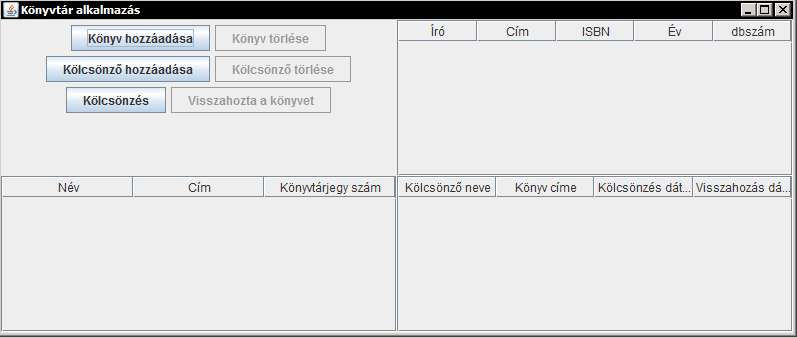 Könyvtár alkalmazás
Könyv hozzáadása Könyv törlése
Kölcsönző hozzáadása Kölcsönző törlése
Kölcsönzés Visszahozta a könyvet
Író Cím ISBN Év dbszám
Név Cím Könyvtárjegy szám
Kölcsönző neve Könyv címe Kölcsönzés dát... Visszahozás dá...